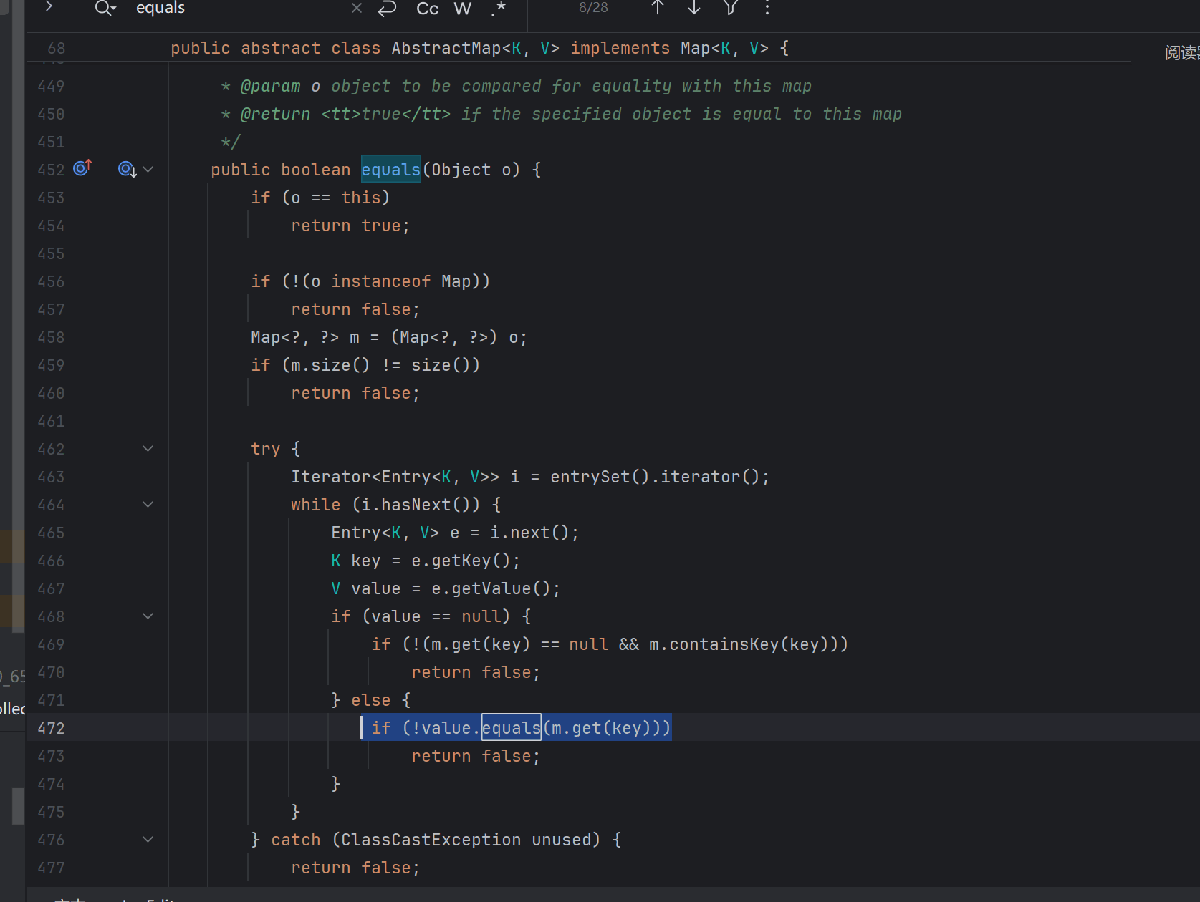 equals Cc W .* 8/28
68 public abstract class AbstractMap<K, V> implements Map<K, V> {
阅读
449 * @param o object to be compared for equality with this map
450 * @return <tt>true</tt> if the specified object is equal to this map
451 */
452 public boolean equals(Object o) {
453 if (o == this)
454 return true;
455
456 if (!(o instanceof Map))
457 return false;
458 Map<?, ?> m = (Map<?, ?>) o;
459 if (m.size() != size())
460 return false;
461
462 try {
463 Iterator<Entry<K, V>> i = entrySet().iterator();
464 while (i.hasNext()) {
465 Entry<K, V> e = i.next();
466 K key = e.getKey();
467 V value = e.getValue();
468 if (value == null) {
469 if (!(m.get(key) == null && m.containsKey(key)))
470 return false;
471 } else {
472 if (!value.equals(m.get(key)))
473 return false;
474 }
475 }
476 } catch (ClassCastException unused) {
477 return false;